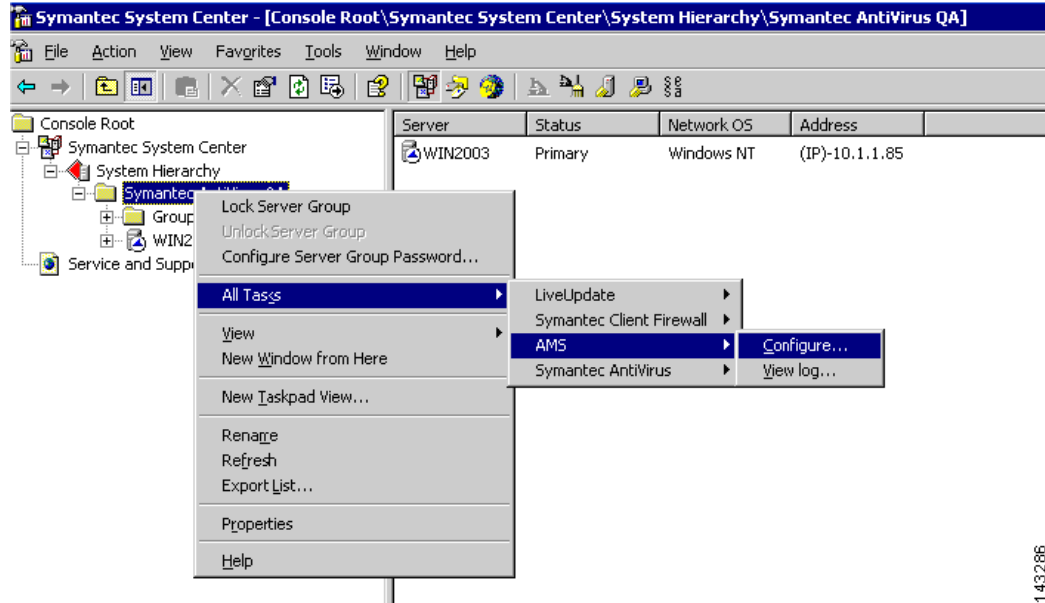 Symantec System Center - [Console Root\Symantec System Center\System Hierarchy\Symantec AntiVirus QA]
File Action View Favorites Tools Window Help
Console Root
Symantec System Center
System Hierarchy
Symantec
Group
WIN2
Service and Supp
Server Status Network OS Address
WIN2003 Primary Windows NT (IP)-10.1.1.85
Lock Server Group
Unlock Server Group
Configure Server Group Password...
All Tasks
View
New Window from Here
New Taskpad View...
Rename
Refresh
Export List...
Properties
Help
LiveUpdate
Symantec Client Firewall
AMS
Symantec AntiVirus
Configure...
View log...
143286